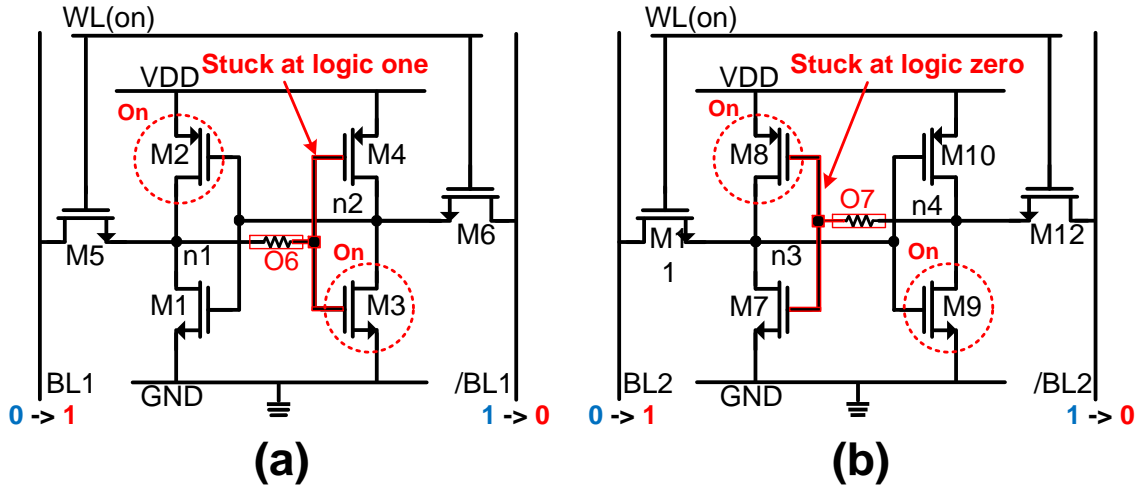 WL(on)
Stuck at logic one
VDD
On
M2
M4
n2
M5
n1
O6
M6
On
M1
M3
BL1
GND
/BL1
0 -> 1
1 -> 0
(a)
WL(on)
Stuck at logic zero
VDD
On
M8
M10
O7
n4
M1
1
n3
M12
On
M7
M9
BL2
GND
/BL2
0 -> 1
1 -> 0
(b)